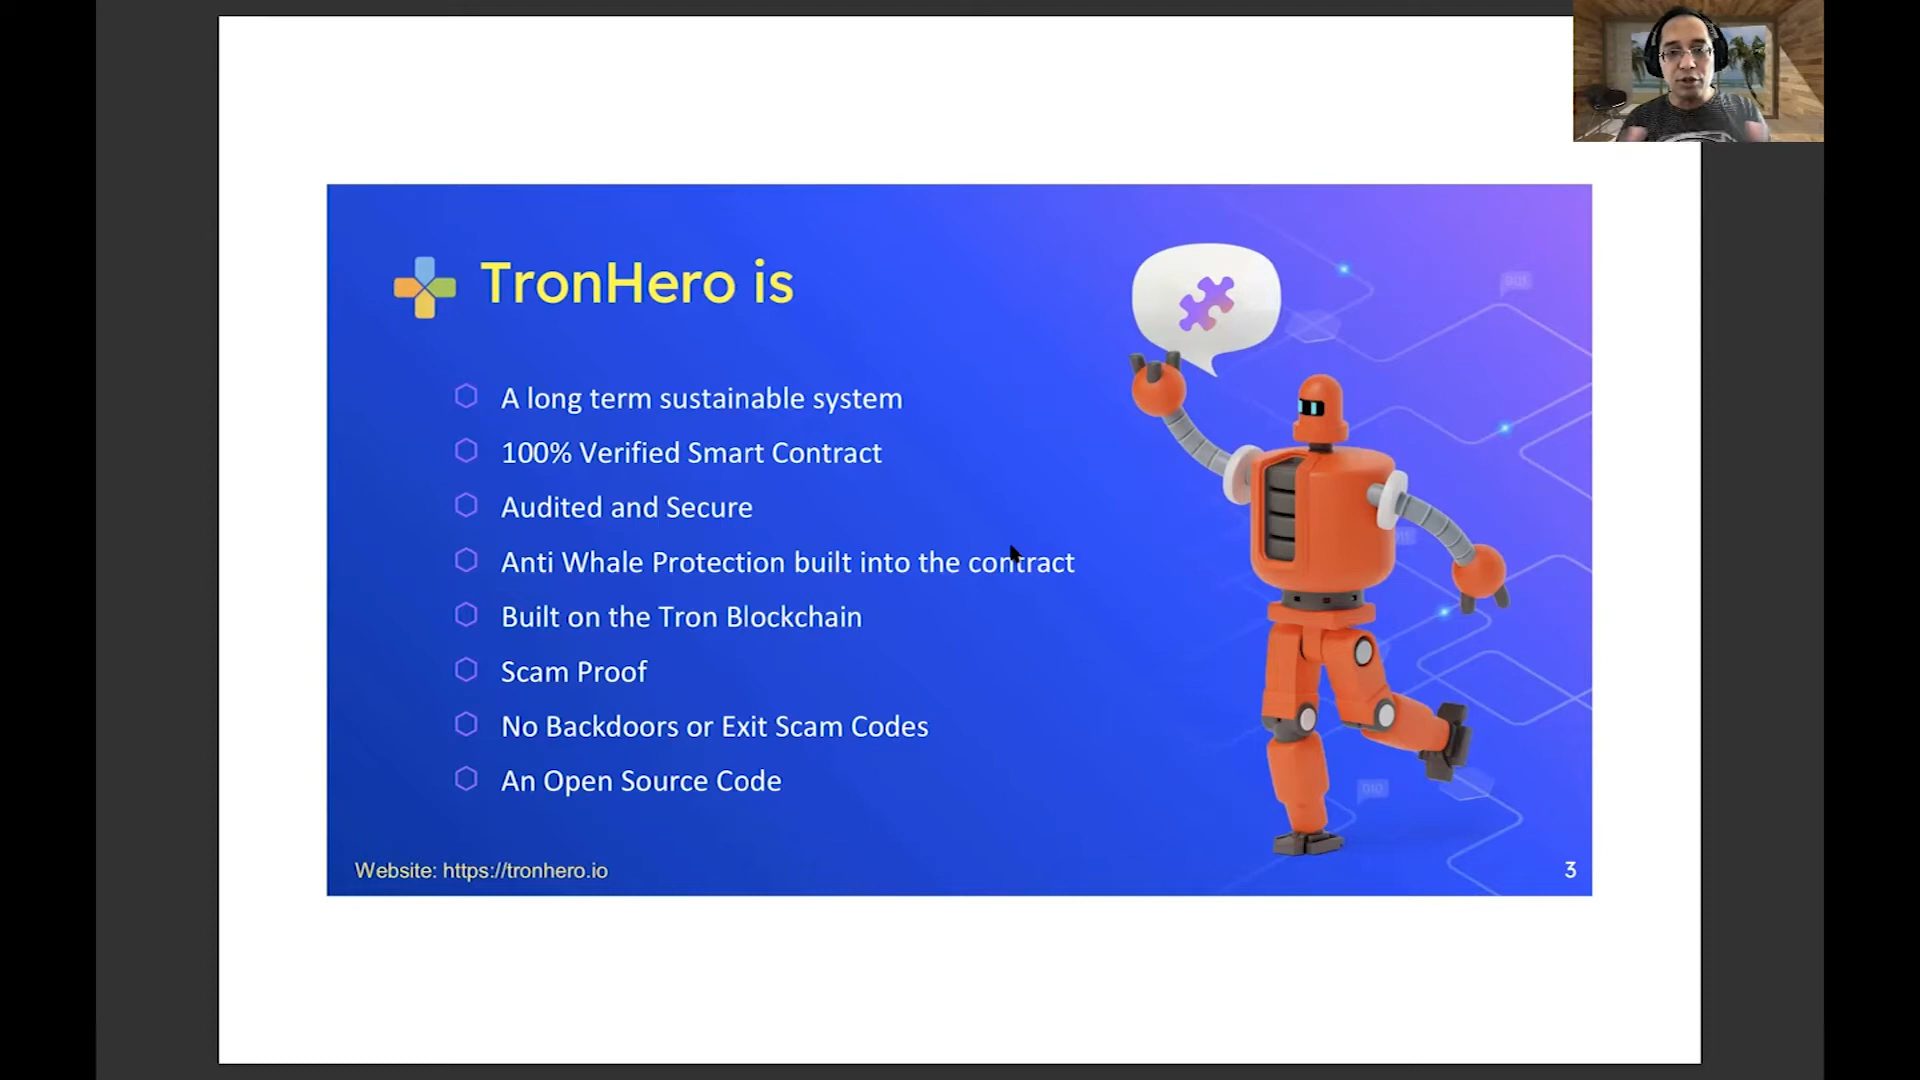 TronHero is
A long term sustainable system
100% Verified Smart Contract
Audited and Secure
Anti Whale Protection built into the contract
Built on the Tron Blockchain
Scam Proof
No Backdoors or Exit Scam Codes
An Open Source Code
Website: https://tronhero.io
3
010